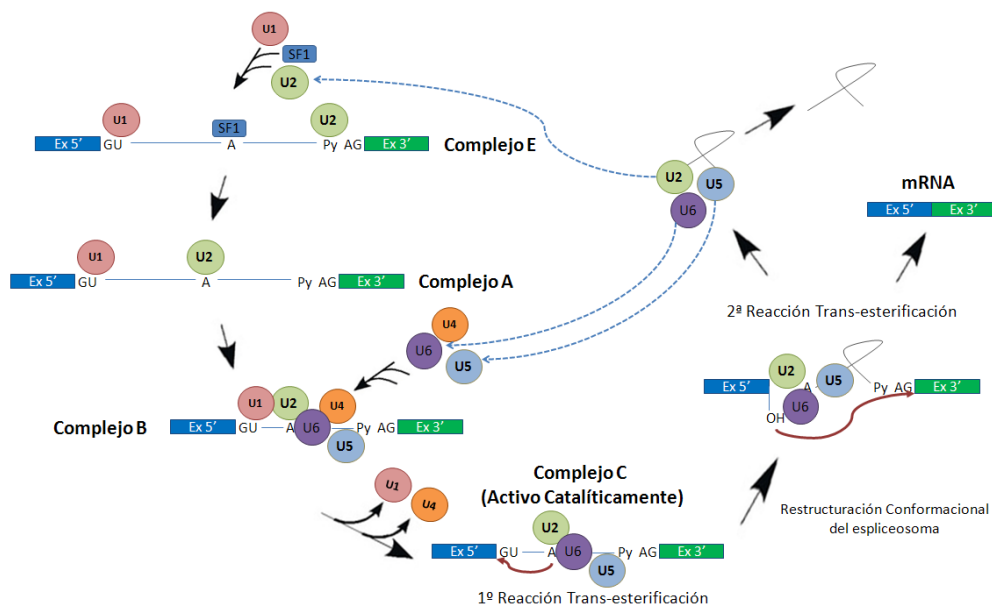 U1
SF1
U2
U1
SF1
U2
Ex 5’
GU
A
Py AG
Ex 3’
Complejo E
U1
U2
Ex 5’
GU
A
Py AG
Ex 3’
Complejo A
U4
U6
U5
Complejo B
U1
U2
U4
Ex 5’
GU
A
U6
Py AG
Ex 3’
U5
U1
U4
Complejo C
(Activo Catalíticamente)
U2
Ex 5’
GU
A
U6
Py AG
Ex 3’
U5
1º Reacción Trans-esterificación
Restructuración Conformacional
del espliceosoma
U2
U5
Ex 5’
A
Py AG
Ex 3’
U6
OH
2ª Reacción Trans-esterificación
U2
U5
U6
mRNA
Ex 5’
Ex 3’